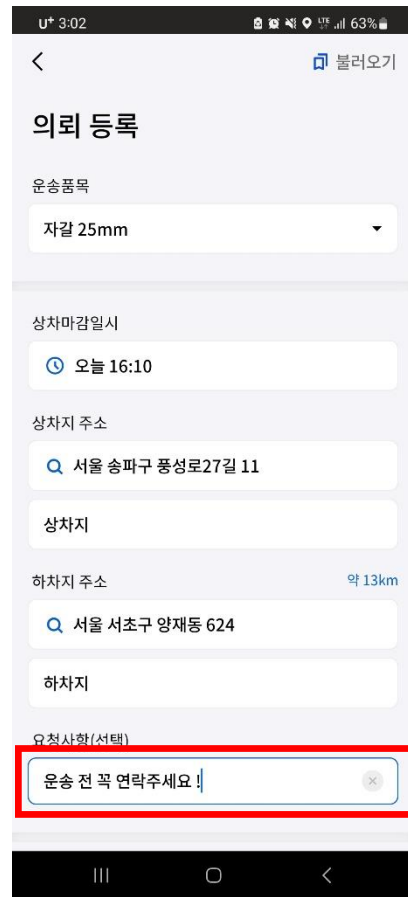 U+ 3:02 LTE 63%
불러오기
의뢰 등록
운송품목
자갈 25mm
상차마감일시
오늘 16:10
상차지 주소
서울 송파구 풍성로27길 11
상차지
하차지 주소 약 13km
서울 서초구 양재동 624
하차지
요청사항(선택)
운송 전 꼭 연락주세요 !